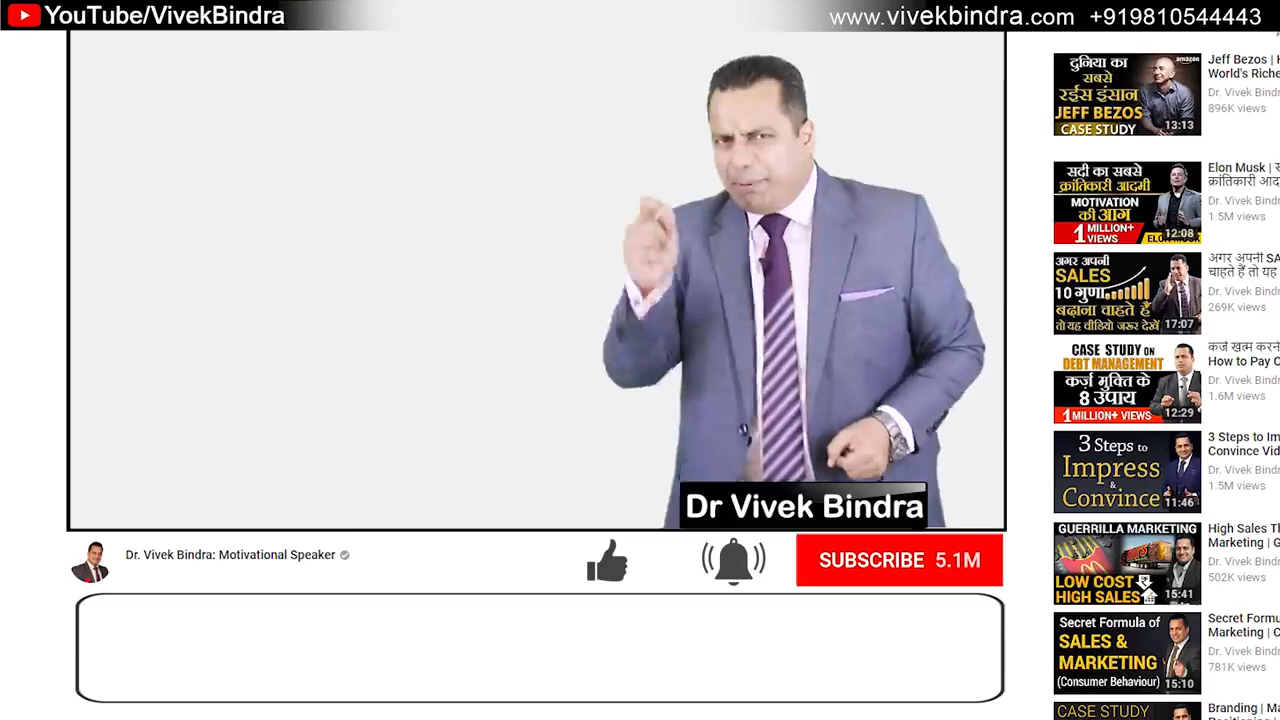 YouTube/VivekBindra
www.vivekbindra.com +919810544443
Dr Vivek Bindra
Dr. Vivek Bindra: Motivational Speaker
SUBSCRIBE 5.1M
दुनिया का
amazon
सबसे
रईस इंसान
JEFF BEZOS
13:13
CASE STUDY
Jeff Bezos |
World's Riche
Dr. Vivek Bindr
896K views
सदी का सबसे
क्रांतिकारी आदमी
MOTIVATION
की आग
1 MILLION+
VIEWS
12:08
Elon Musk |
क्रांतिकारी आद
Dr. Vivek Bindr
1.5M views
अगर अपनी
SALES
10 गुणा
बढ़ाना चाहते हैं
तो यह वीडियो जरूर देखें
17:07
अगर अपनी SA
चाहते हैं तो यह
Dr. Vivek Bindr
269K views
CASE STUDY ON
DEBT MANAGEMENT
कर्ज़ मुक्ति के
8 उपाय
1 MILLION+ VIEWS
12:29
कर्ज खत्म करने
How to Pay O
Dr. Vivek Bindr
1.6M views
3 Steps to
Impress
&
Convince
11:46
3 Steps to Im
Convince Vid
Dr. Vivek Bindr
1.5M views
GUERRILLA MARKETING
LOW COST
HIGH SALES
15:41
High Sales Th
Marketing | G
Dr. Vivek Bindr
502K views
Secret Formula of
SALES &
MARKETING
(Consumer Behaviour)
15:10
Secret Formu
Marketing | C
Dr. Vivek Bindr
781K views
CASE STUDY
Branding | Ma